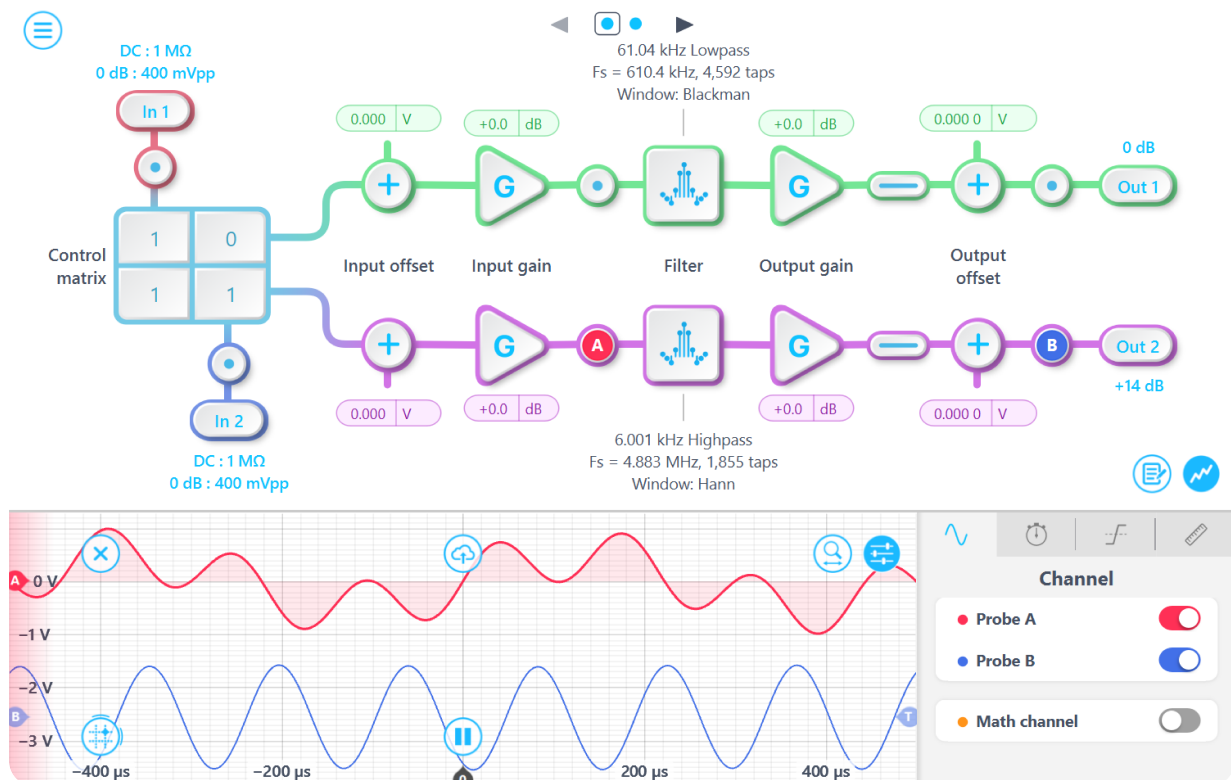 61.04 kHz Lowpass
Fs = 610.4 kHz, 4,592 taps
Window: Blackman
DC : 1 MΩ
0 dB : 400 mVpp
In 1
0.000 V
+0.0 dB
+0.0 dB
0.000 0 V
0 dB
G
G
Out 1
1 0
1 1
Control
matrix
Input offset
Input gain
Filter
Output gain
Output
offset
G
A
G
B
Out 2
+14 dB
In 2
0.000 V
+0.0 dB
+0.0 dB
0.000 0 V
DC : 1 MΩ
0 dB : 400 mVpp
6.001 kHz Highpass
Fs = 4.883 MHz, 1,855 taps
Window: Hann
A
0 V
−1 V
−2 V
B
T
−3 V
−400 µs
−200 µs
0
200 µs
400 µs
Channel
Probe A
Probe B
Math channel